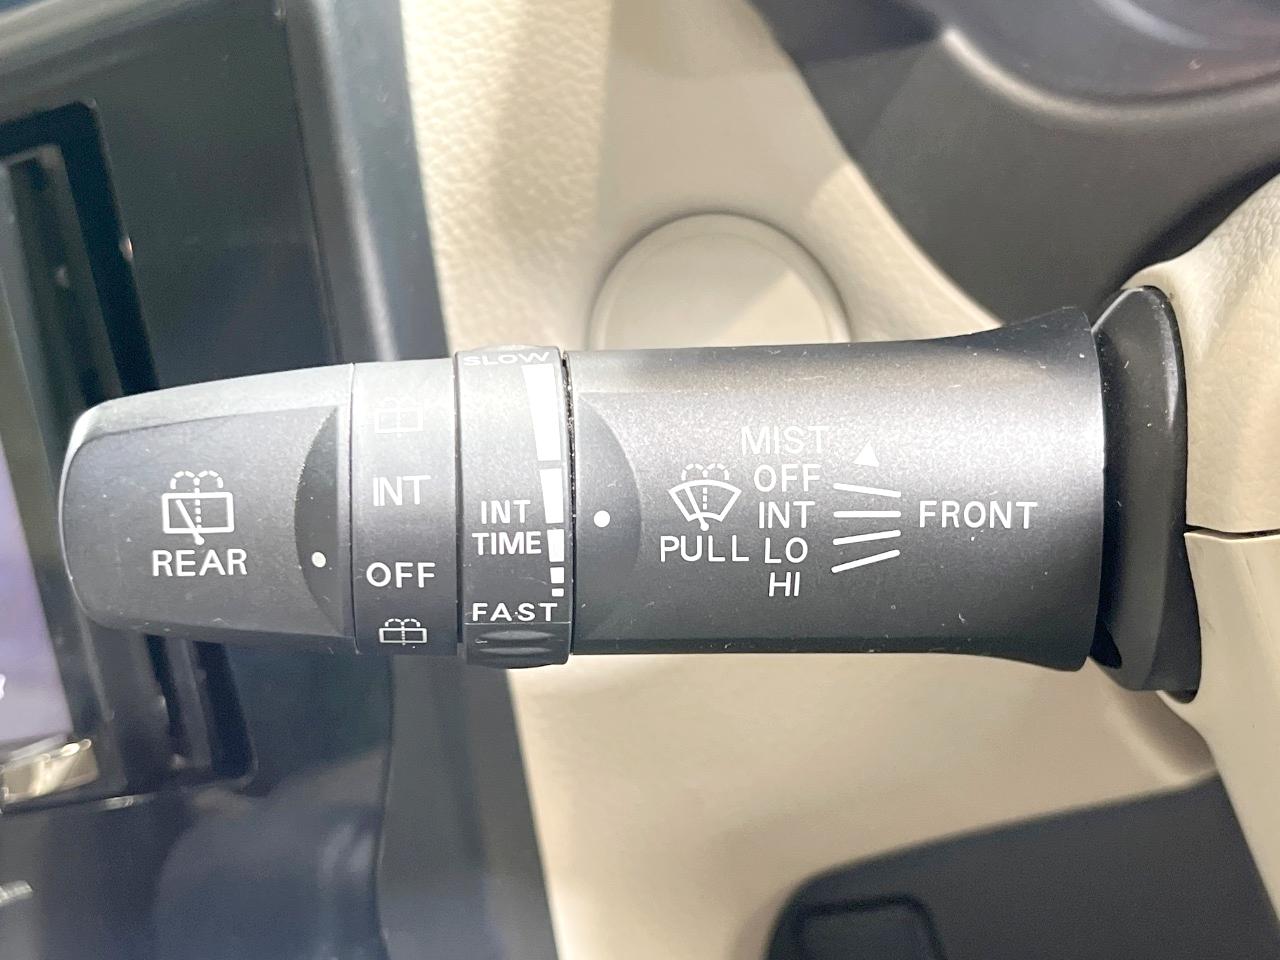 REAR
INT
OFF
SLOW
INT
TIME
FAST
PULL
MIST
OFF
INT
LO
HI
FRONT